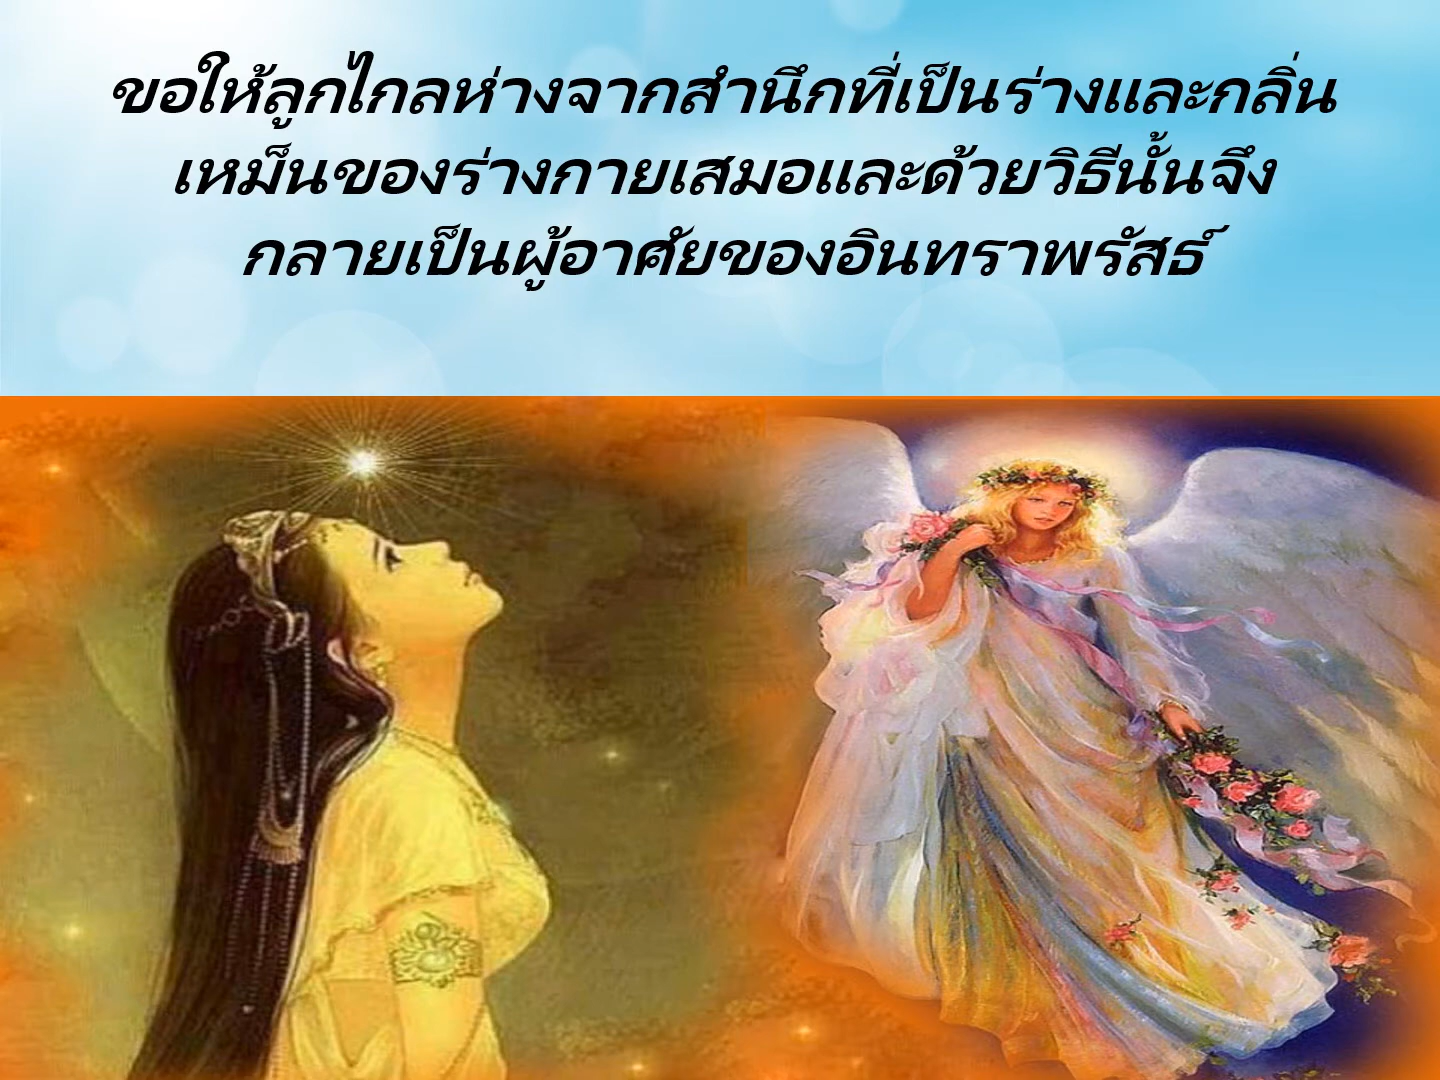 ขอให้ลูกไกลห่างจากสำนึกที่เป็นร่างและกลิ่น
เหม็นของร่างกายเสมอและด้วยวิธีนั้นจึง
กลายเป็นผู้อาศัยของอินทราพรัสธ์